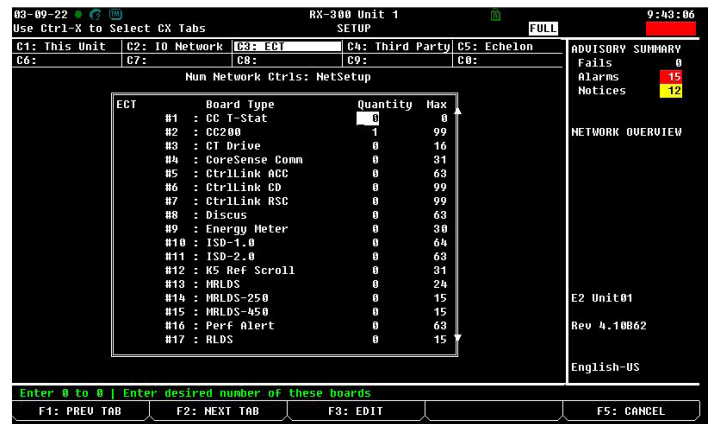 03-09-22 RX-300 Unit 1 9:43:06
Use Ctrl-X to Select CX Tabs SETUP FULL
C1: This Unit C2: IO Network C3: ECT C4: Third Party C5: Echelon
C6: C7: C8: C9: C0:
ADVISORY SUMMARY
Fails 0
Alarms 15
Notices 12
NETWORK OVERVIEW
Num Network Ctrls: NetSetup
ECT Board Type Quantity Max
#1 : CC T-Stat 0 0
#2 : CC200 1 99
#3 : CT Drive 0 16
#4 : CoreSense Comm 0 31
#5 : CtrlLink ACC 0 63
#6 : CtrlLink CD 0 99
#7 : CtrlLink RSC 0 99
#8 : Discus 0 63
#9 : Energy Meter 0 30
#10 : ISD-1.0 0 64
#11 : ISD-2.0 0 63
#12 : K5 Ref Scroll 0 31
#13 : MRLDS 0 24
#14 : MRLDS-250 0 15
#15 : MRLDS-450 0 15
#16 : Perf Alert 0 63
#17 : RLDS 0 15
E2 Unit01
Rev 4.10B62
English-US
Enter 0 to 0 | Enter desired number of these boards
F1: PREV TAB F2: NEXT TAB F3: EDIT F5: CANCEL